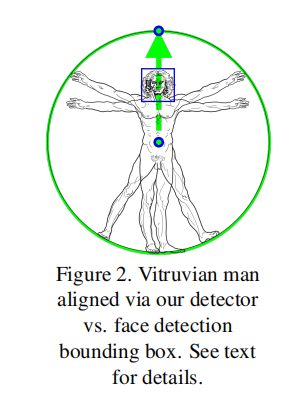 Figure 2. Vitruvian man
aligned via our detector
vs. face detection
bounding box. See text
for details.